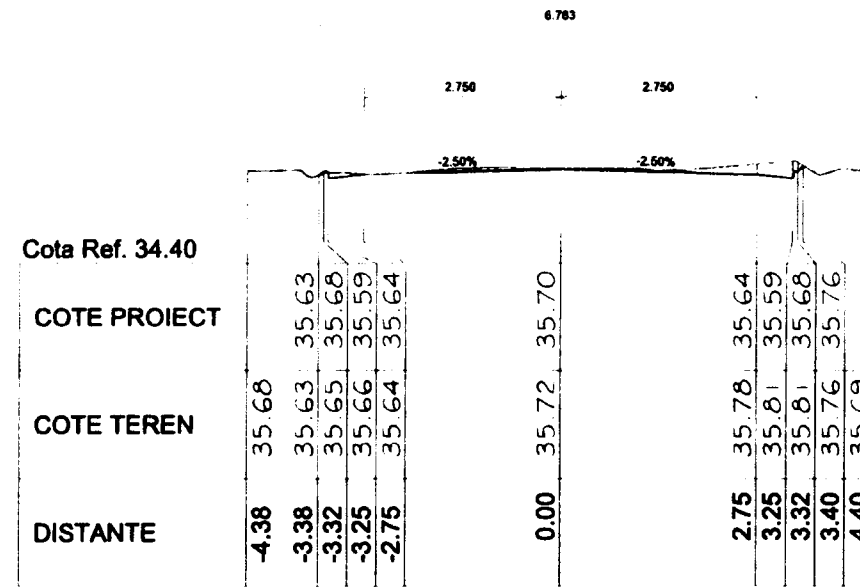 6.783
2.750 2.750
-2.50% -2.50%
Cota Ref. 34.40
COTE PROIECT 35.63 35.68 35.59 35.64 35.70 35.64 35.59 35.68 35.76
COTE TEREN 35.68 35.63 35.65 35.66 35.64 35.72 35.78 35.81 35.81 35.76 35.69
DISTANTE -4.38 -3.38 -3.32 -3.25 -2.75 0.00 2.75 3.25 3.32 3.40 4.40